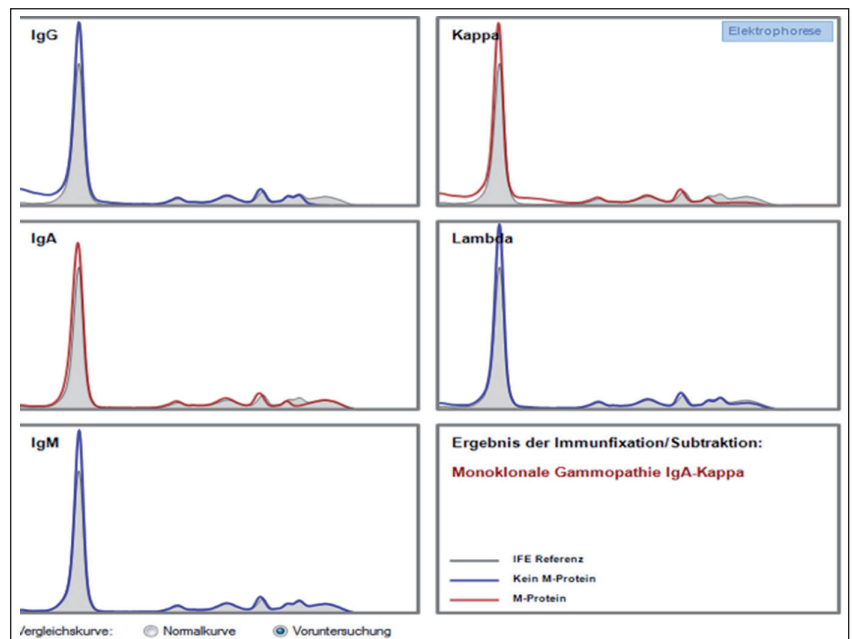 IgG
Kappa
Elektrophorese
IgA
Lambda
IgM
Ergebnis der Immunfixation/Subtraktion:
Monoklonale Gammopathie IgA-Kappa
IFE Referenz
Kein M-Protein
M-Protein
/ergleichskurve: Normalkurve Voruntersuchung